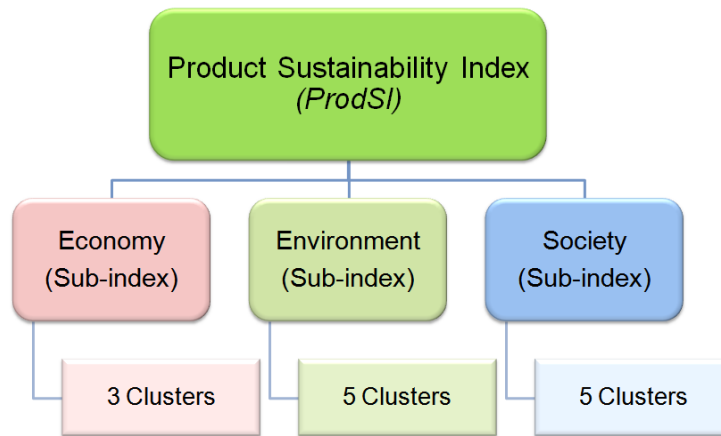 Product Sustainability Index
(ProdSI)
Economy
(Sub-index)
Environment
(Sub-index)
Society
(Sub-index)
3 Clusters
5 Clusters
5 Clusters